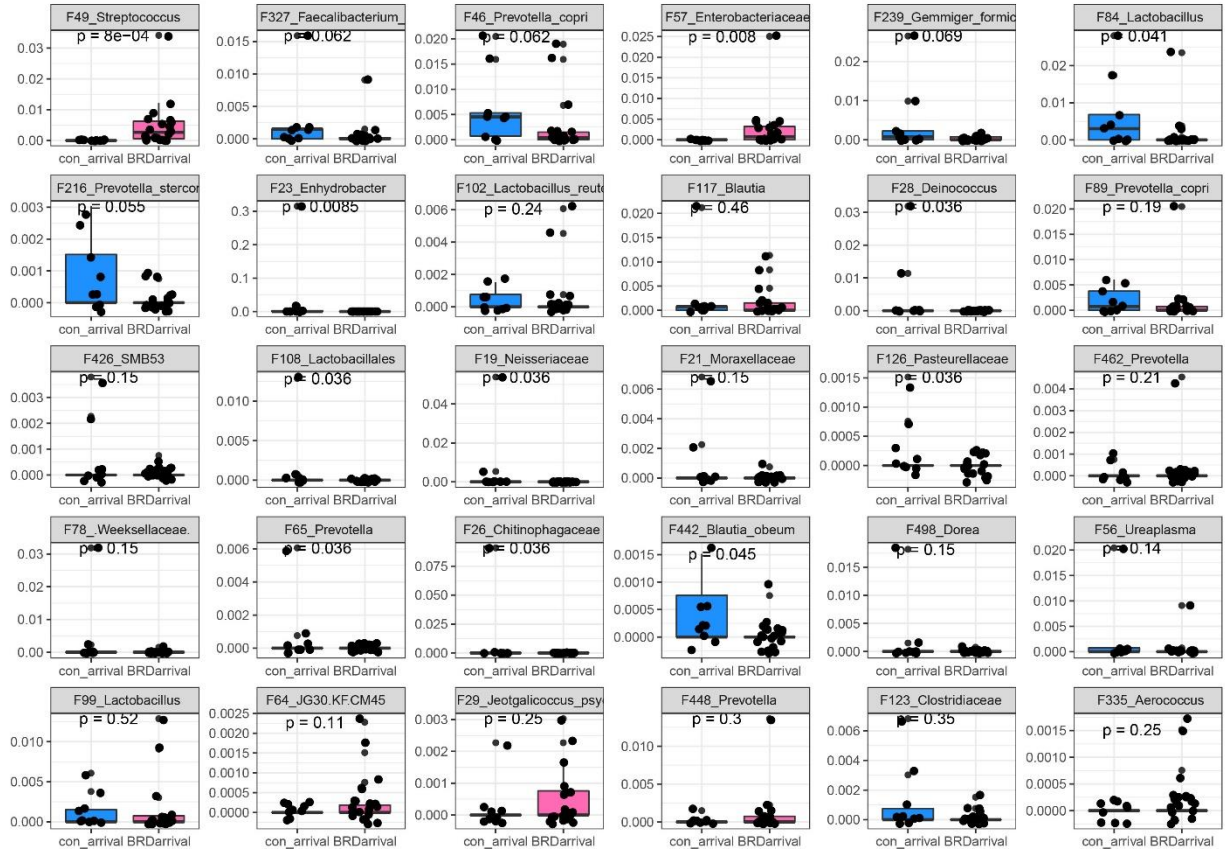 F49_Streptococcus
p = 8e−04
0.03
0.02
0.01
0.00
con_arrival BRDarrival
F327_Faecalibacterium_
p = 0.062
0.015
0.010
0.005
0.000
con_arrival BRDarrival
F46_Prevotella_copri
p = 0.062
0.020
0.015
0.010
0.005
0.000
con_arrival BRDarrival
F57_Enterobacteriaceae
p = 0.008
0.025
0.020
0.015
0.010
0.005
0.000
con_arrival BRDarrival
F239_Gemmiger_formic
p = 0.069
0.02
0.01
0.00
con_arrival BRDarrival
F84_Lactobacillus
p = 0.041
0.02
0.01
0.00
con_arrival BRDarrival
F216_Prevotella_stercor
p = 0.055
0.003
0.002
0.001
0.000
con_arrival BRDarrival
F23_Enhydrobacter
p = 0.0085
0.3
0.2
0.1
0.0
con_arrival BRDarrival
F102_Lactobacillus_reute
p = 0.24
0.006
0.004
0.002
0.000
con_arrival BRDarrival
F117_Blautia
p = 0.46
0.020
0.015
0.010
0.005
0.000
con_arrival BRDarrival
F28_Deinococcus
p = 0.036
0.03
0.02
0.01
0.00
con_arrival BRDarrival
F89_Prevotella_copri
p = 0.19
0.020
0.015
0.010
0.005
0.000
con_arrival BRDarrival
F426_SMB53
p = 0.15
0.003
0.002
0.001
0.000
con_arrival BRDarrival
F108_Lactobacillales
p = 0.036
0.010
0.005
0.000
con_arrival BRDarrival
F19_Neisseriaceae
p = 0.036
0.04
0.02
0.00
con_arrival BRDarrival
F21_Moraxellaceae
p = 0.15
0.006
0.004
0.002
0.000
con_arrival BRDarrival
F126_Pasteurellaceae
p = 0.036
0.0015
0.0010
0.0005
0.0000
con_arrival BRDarrival
F462_Prevotella
p = 0.21
0.004
0.003
0.002
0.001
0.000
con_arrival BRDarrival
F78_Weeksellaceae.
p = 0.15
0.03
0.02
0.01
0.00
con_arrival BRDarrival
F65_Prevotella
p = 0.036
0.006
0.004
0.002
0.000
con_arrival BRDarrival
F26_Chitinophagaceae
p = 0.036
0.075
0.050
0.025
0.000
con_arrival BRDarrival
F442_Blautia_obeum
p = 0.045
0.0015
0.0010
0.0005
0.0000
con_arrival BRDarrival
F498_Dorea
p = 0.15
0.015
0.010
0.005
0.000
con_arrival BRDarrival
F56_Ureaplasma
p = 0.14
0.020
0.015
0.010
0.005
0.000
con_arrival BRDarrival
F99_Lactobacillus
p = 0.52
0.010
0.005
0.000
con_arrival BRDarrival
F64_JG30.KF.CM45
p = 0.11
0.0025
0.0020
0.0015
0.0010
0.0005
0.0000
con_arrival BRDarrival
F29_Jeotgalicoccus_psyc
p = 0.25
0.003
0.002
0.001
0.000
con_arrival BRDarrival
F448_Prevotella
p = 0.3
0.010
0.005
0.000
con_arrival BRDarrival
F123_Clostridiaceae
p = 0.35
0.006
0.004
0.002
0.000
con_arrival BRDarrival
F335_Aerococcus
p = 0.25
0.0015
0.0010
0.0005
0.0000
con_arrival BRDarrival